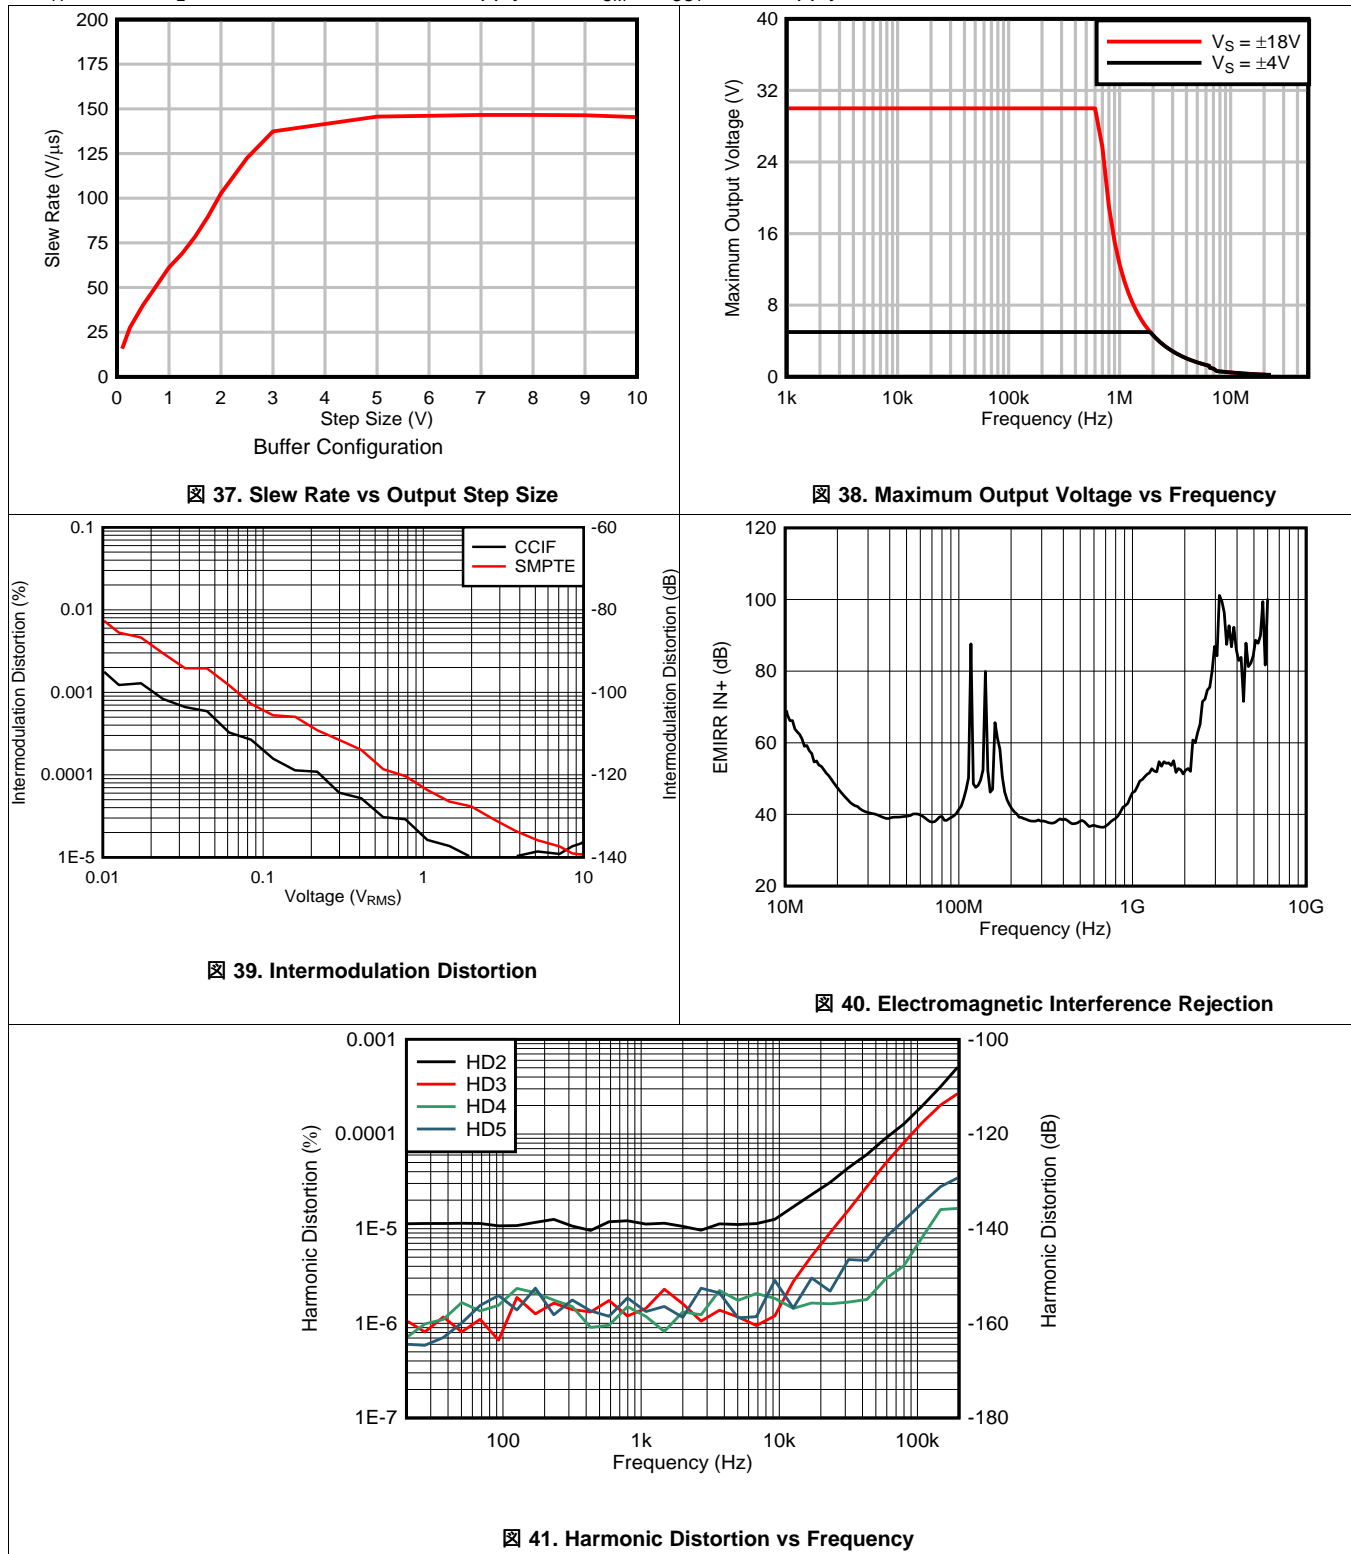 200
175
150
125
100
75
50
25
0
Slew Rate (V/μs)
0 1 2 3 4 5 6 7 8 9 10
Step Size (V)
Buffer Configuration
図 37. Slew Rate vs Output Step Size
40
32
24
16
8
0
Maximum Output Voltage (V)
VS = ±18V
VS = ±4V
1k 10k 100k 1M 10M
Frequency (Hz)
図 38. Maximum Output Voltage vs Frequency
0.1
0.01
0.001
0.0001
1E-5
Intermodulation Distortion (%)
CCIF
SMPTE
-60
-80
-100
-120
-140
Intermodulation Distortion (dB)
0.01 0.1 1 10
Voltage (VRMS)
図 39. Intermodulation Distortion
120
100
80
60
40
20
EMIRR IN+ (dB)
10M 100M 1G 10G
Frequency (Hz)
図 40. Electromagnetic Interference Rejection
0.001
0.0001
1E-5
1E-6
1E-7
Harmonic Distortion (%)
HD2
HD3
HD4
HD5
-100
-120
-140
-160
-180
Harmonic Distortion (dB)
100 1k 10k 100k
Frequency (Hz)
図 41. Harmonic Distortion vs Frequency